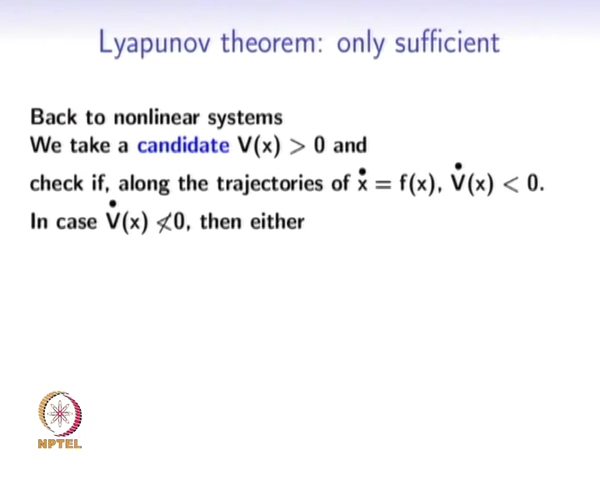 Lyapunov theorem: only sufficient
Back to nonlinear systems
We take a candidate V(x) > 0 and
check if, along the trajectories of ẋ = f(x), V̇(x) < 0.
In case V̇(x) ≮0, then either
NPTEL